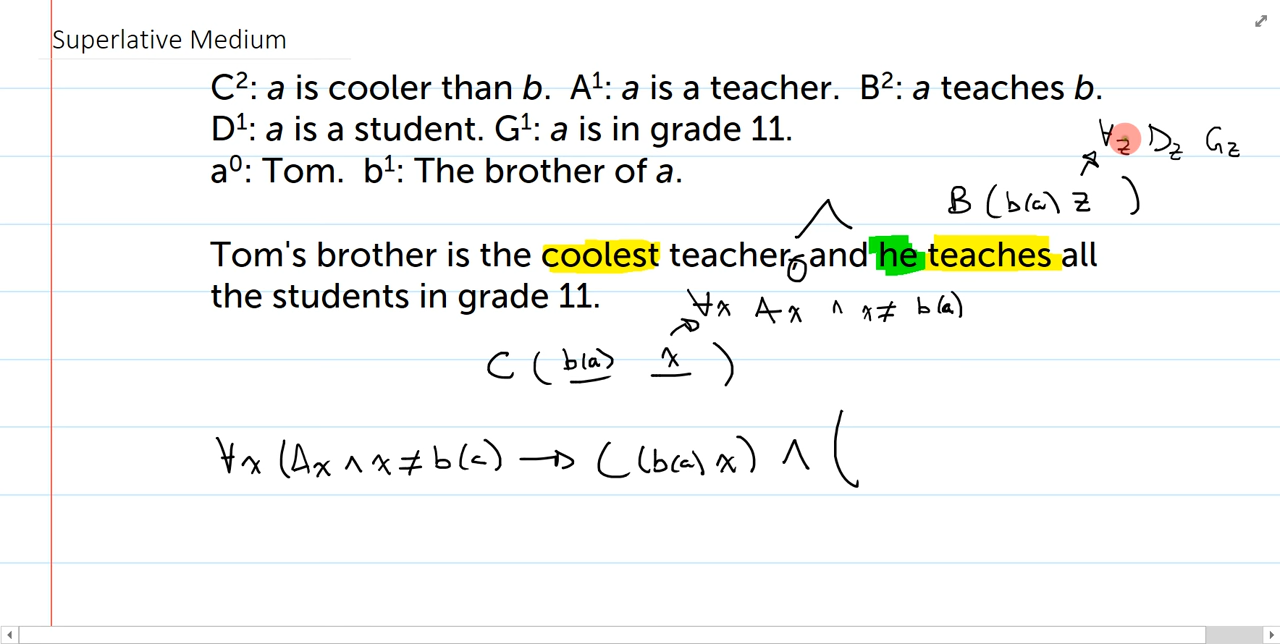 Superlative Medium
C²: a is cooler than b. A¹: a is a teacher. B²: a teaches b.
D¹: a is a student. G¹: a is in grade 11.
∀z Dz Gz
a⁰: Tom. b¹: The brother of a.
B (b(a) z )
∧
Tom's brother is the coolest teacher, and he teaches all
the students in grade 11.
∀x Ax ∧ x≠ b(a)
C ( b(a) x )
∀x (Ax ∧ x ≠ b(a) → C (b(a) x) ∧ (